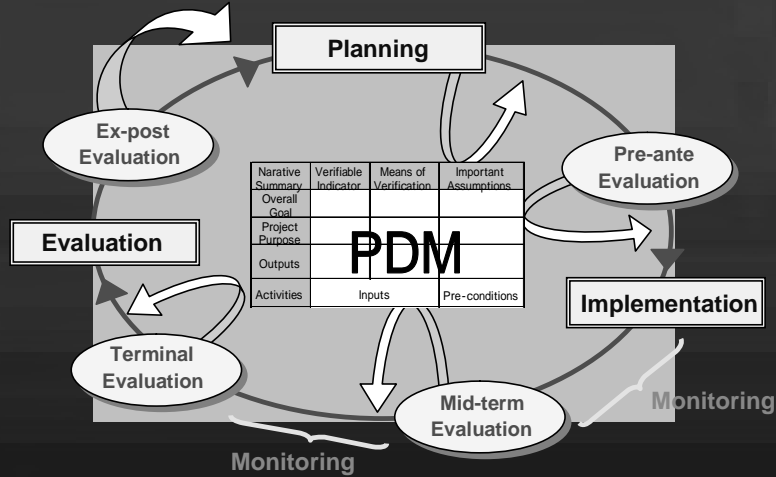 Planning
Ex-post
Evaluation
Pre-ante
Evaluation
Narative
Summary
Verifiable
Indicator
Means of
Verification
Important
Assumptions
Overall
Goal
Project
Purpose
Outputs
PDM
Activities
Inputs
Pre-conditions
Evaluation
Implementation
Terminal
Evaluation
Mid-term
Evaluation
Monitoring
Monitoring